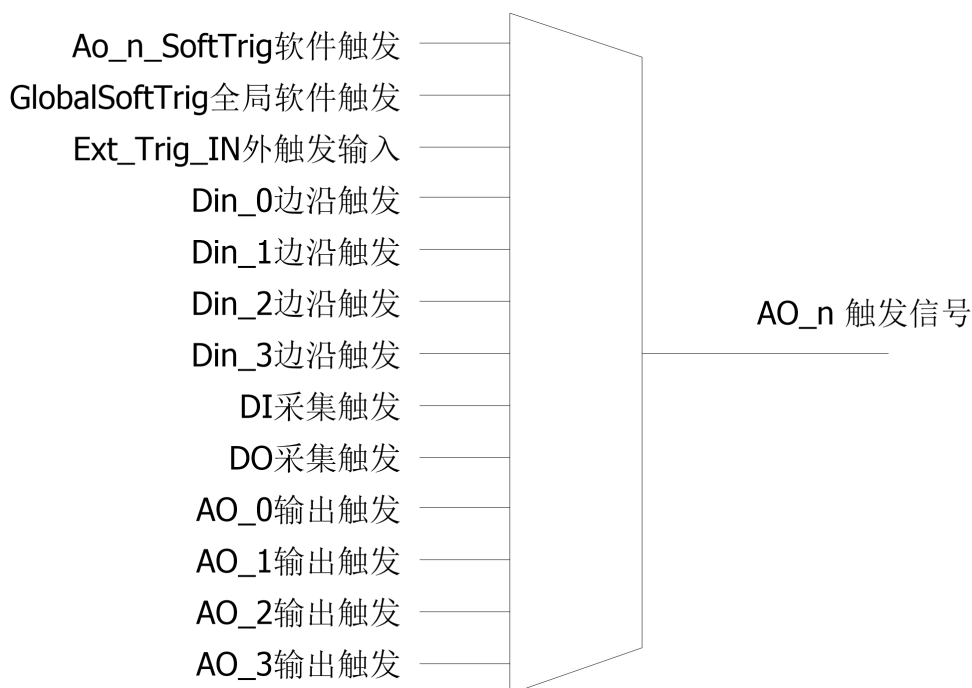 Ao_n_SoftTrig软件触发
GlobalSoftTrig全局软件触发
Ext_Trig_IN外触发输入
Din_0边沿触发
Din_1边沿触发
Din_2边沿触发
Din_3边沿触发
DI采集触发
DO采集触发
AO_0输出触发
AO_1输出触发
AO_2输出触发
AO_3输出触发
AO_n 触发信号